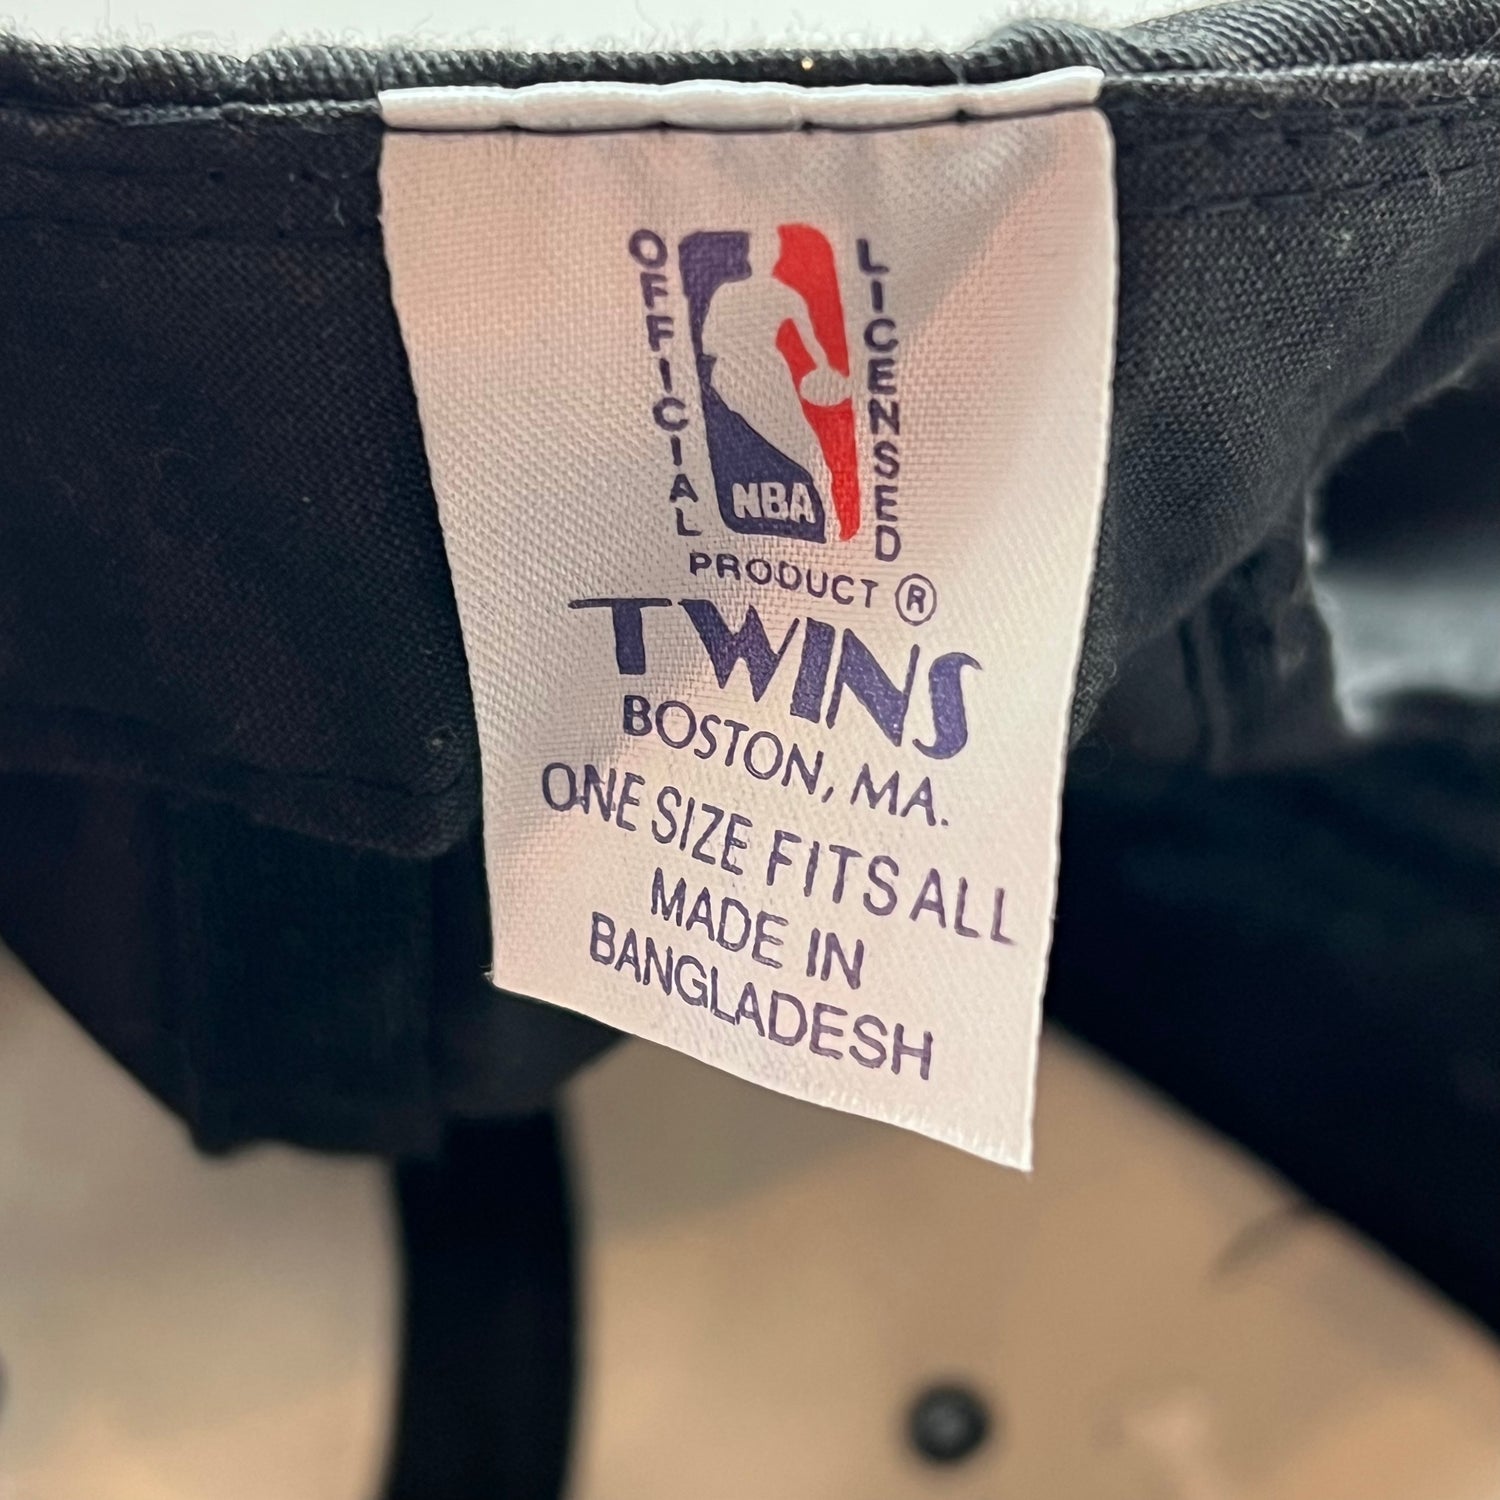 OFFICIAL
LICENSED
NBA
PRODUCT ®
TWINS
BOSTON, MA.
ONE SIZE FITS ALL
MADE IN
BANGLADESH